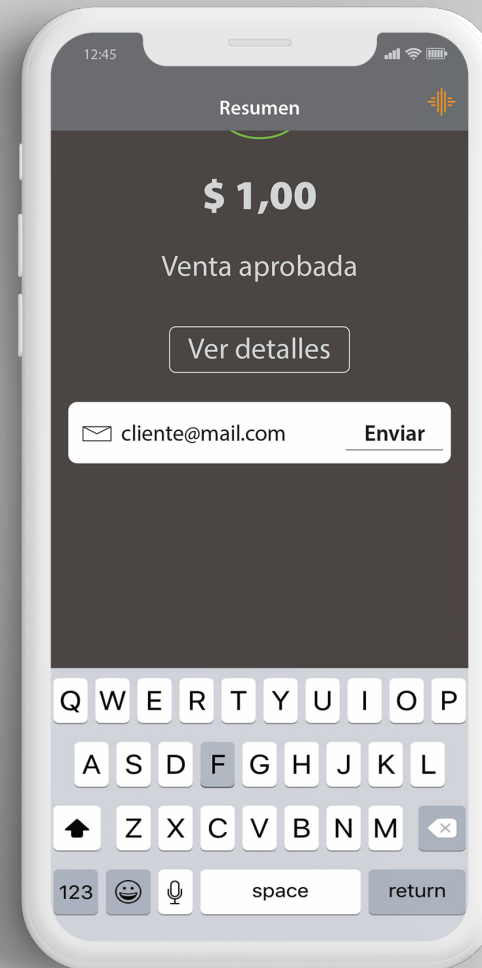 12:45
Resumen
$ 1,00
Venta aprobada
Ver detalles
cliente@mail.com Enviar
Q W E R T Y U I O P
A S D F G H J K L
Z X C V B N M
123 space return